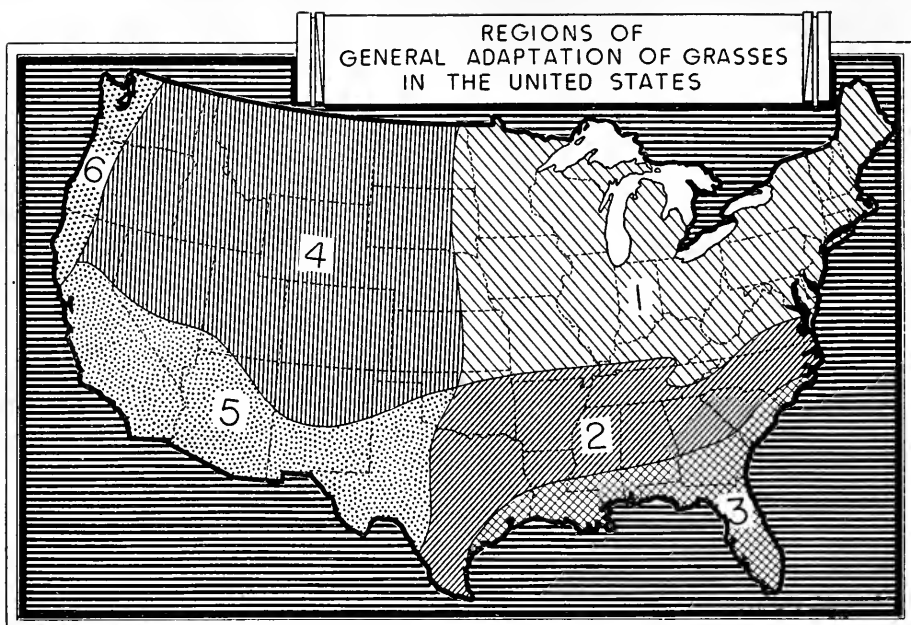 REGIONS OF
GENERAL ADAPTATION OF GRASSES
IN THE UNITED STATES
6
4
1
5
2
3